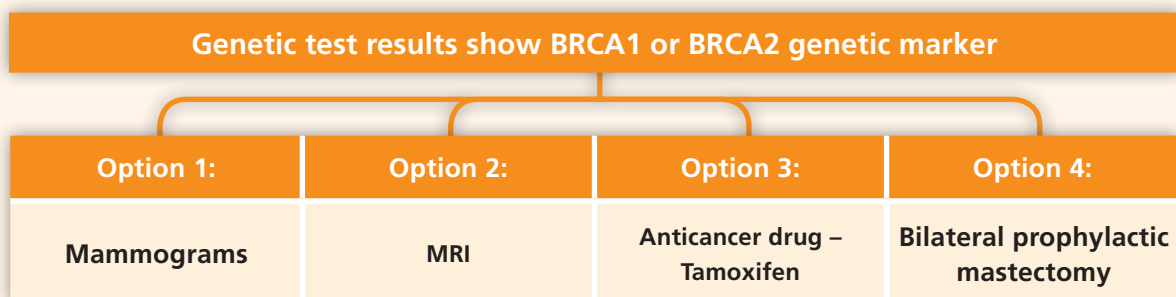 Genetic test results show BRCA1 or BRCA2 genetic marker
Option 1:
Option 2:
Option 3:
Option 4:
Mammograms
MRI
Anticancer drug –
Tamoxifen
Bilateral prophylactic
mastectomy